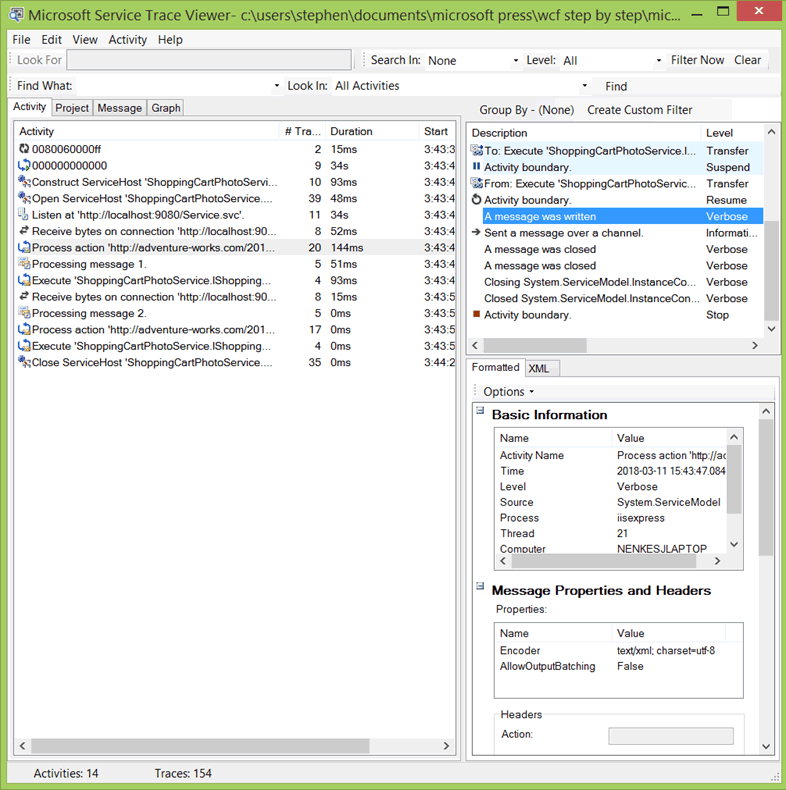 Microsoft Service Trace Viewer- c:\users\stephen\documents\microsoft press\wcf step by step\mic...
File Edit View Activity Help
Look For Search In: None Level: All Filter Now Clear
Find What: Look In: All Activities Find
Activity Project Message Graph
Activity # Tra... Duration Start
0080060000ff 2 15ms 3:43:3
000000000000 9 34s 3:43:4
Construct ServiceHost 'ShoppingCartPhotoServi... 10 93ms 3:43:4
Open ServiceHost 'ShoppingCartPhotoService.... 39 48ms 3:43:4
Listen at 'http://localhost:9080/Service.svc'. 11 34s 3:43:4
Receive bytes on connection 'http://localhost:90... 8 52ms 3:43:4
Process action 'http://adventure-works.com/201... 20 144ms 3:43:4
Processing message 1. 5 51ms 3:43:4
Execute 'ShoppingCartPhotoService.IShopping... 4 93ms 3:43:4
Receive bytes on connection 'http://localhost:90... 8 15ms 3:43:5
Processing message 2. 5 0ms 3:43:5
Process action 'http://adventure-works.com/201... 17 0ms 3:43:5
Execute 'ShoppingCartPhotoService.IShopping... 4 0ms 3:43:5
Close ServiceHost 'ShoppingCartPhotoService.... 35 0ms 3:44:2
Group By - (None) Create Custom Filter
Description Level
To: Execute 'ShoppingCartPhotoService.I... Transfer
Activity boundary. Suspend
From: Execute 'ShoppingCartPhotoServic... Transfer
Activity boundary. Resume
A message was written Verbose
Sent a message over a channel. Informati...
A message was closed Verbose
A message was closed Verbose
Closing System.ServiceModel.InstanceCo... Verbose
Closed System.ServiceModel.InstanceCon... Verbose
Activity boundary. Stop
Formatted XML
Options
Basic Information
Name Value
Activity Name Process action 'http://ac
Time 2018-03-11 15:43:47.084
Level Verbose
Source System.ServiceModel
Process iisexpress
Thread 21
Computer NENKESJLAPTOP
Message Properties and Headers
Properties:
Name Value
Encoder text/xml; charset=utf-8
AllowOutputBatching False
Headers
Action:
Activities: 14 Traces: 154